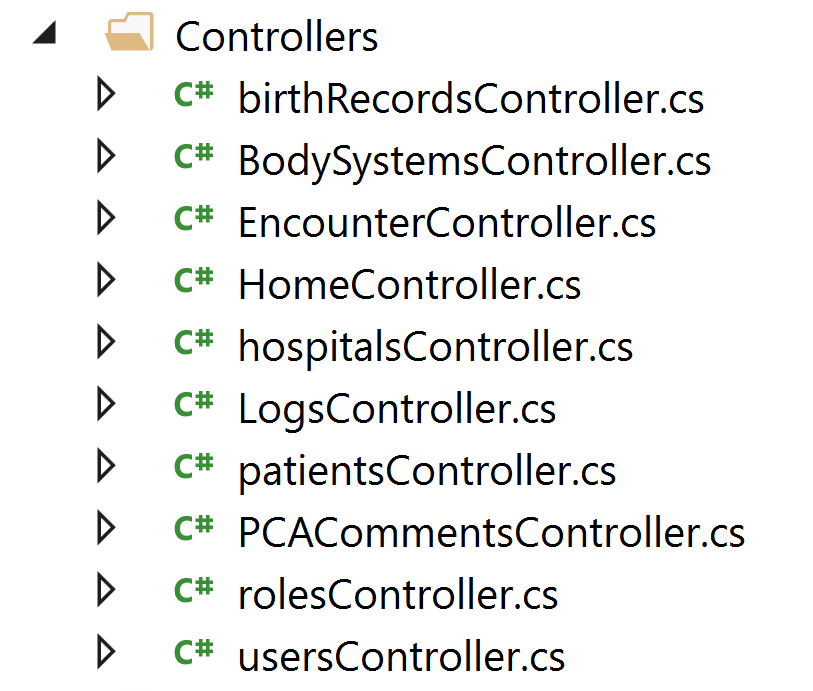 Controllers
C# birthRecordsController.cs
C# BodySystemsController.cs
C# EncounterController.cs
C# HomeController.cs
C# hospitalsController.cs
C# LogsController.cs
C# patientsController.cs
C# PCACommentsController.cs
C# rolesController.cs
C# usersController.cs